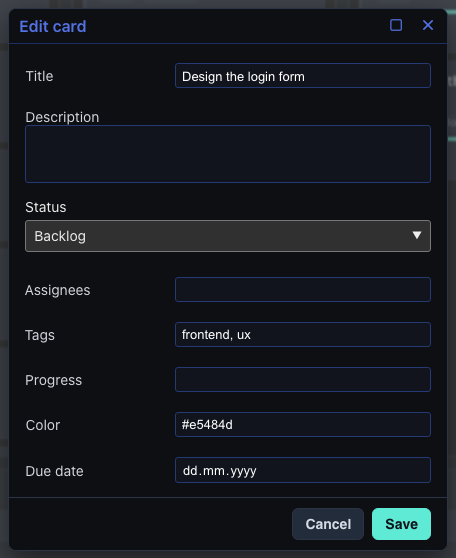 Edit card
Title
Design the login form
Description
Status
Backlog
Assignees
Tags
frontend, ux
Progress
Color
#e5484d
Due date
dd.mm.yyyy
Cancel
Save